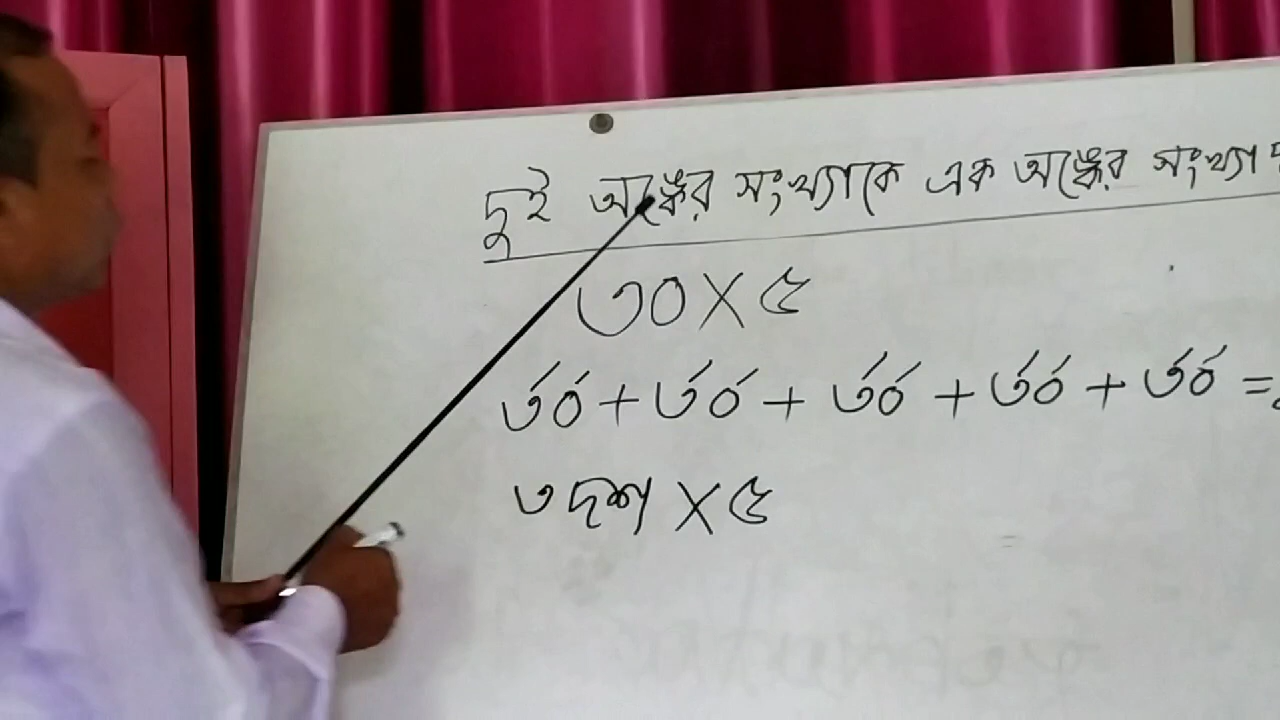 দুই অঙ্কের সংখ্যাকে এক অঙ্কের সংখ্যা
৩০×৫
৩০+৩০+৩০+৩০+৩০=
৩ দশ ×৫